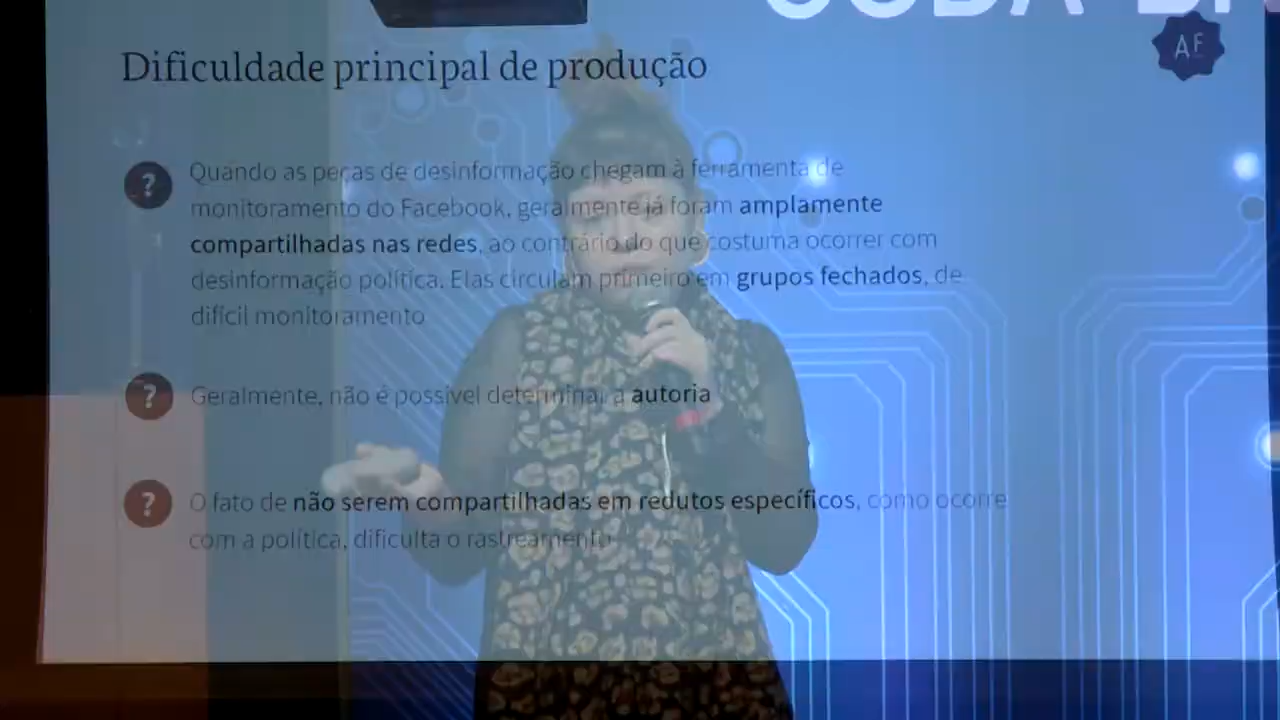 CODA BR
AF
Dificuldade principal de produção
? Quando as peças de desinformação chegam à ferramenta de
monitoramento do Facebook, geralmente já foram amplamente
compartilhadas nas redes, ao contrário do que costuma ocorrer com
desinformação política. Elas circulam primeiro em grupos fechados, de
difícil monitoramento
? Geralmente, não é possível determinar a autoria
? O fato de não serem compartilhadas em redutos específicos, como ocorre
com a política, dificulta o rastreamento